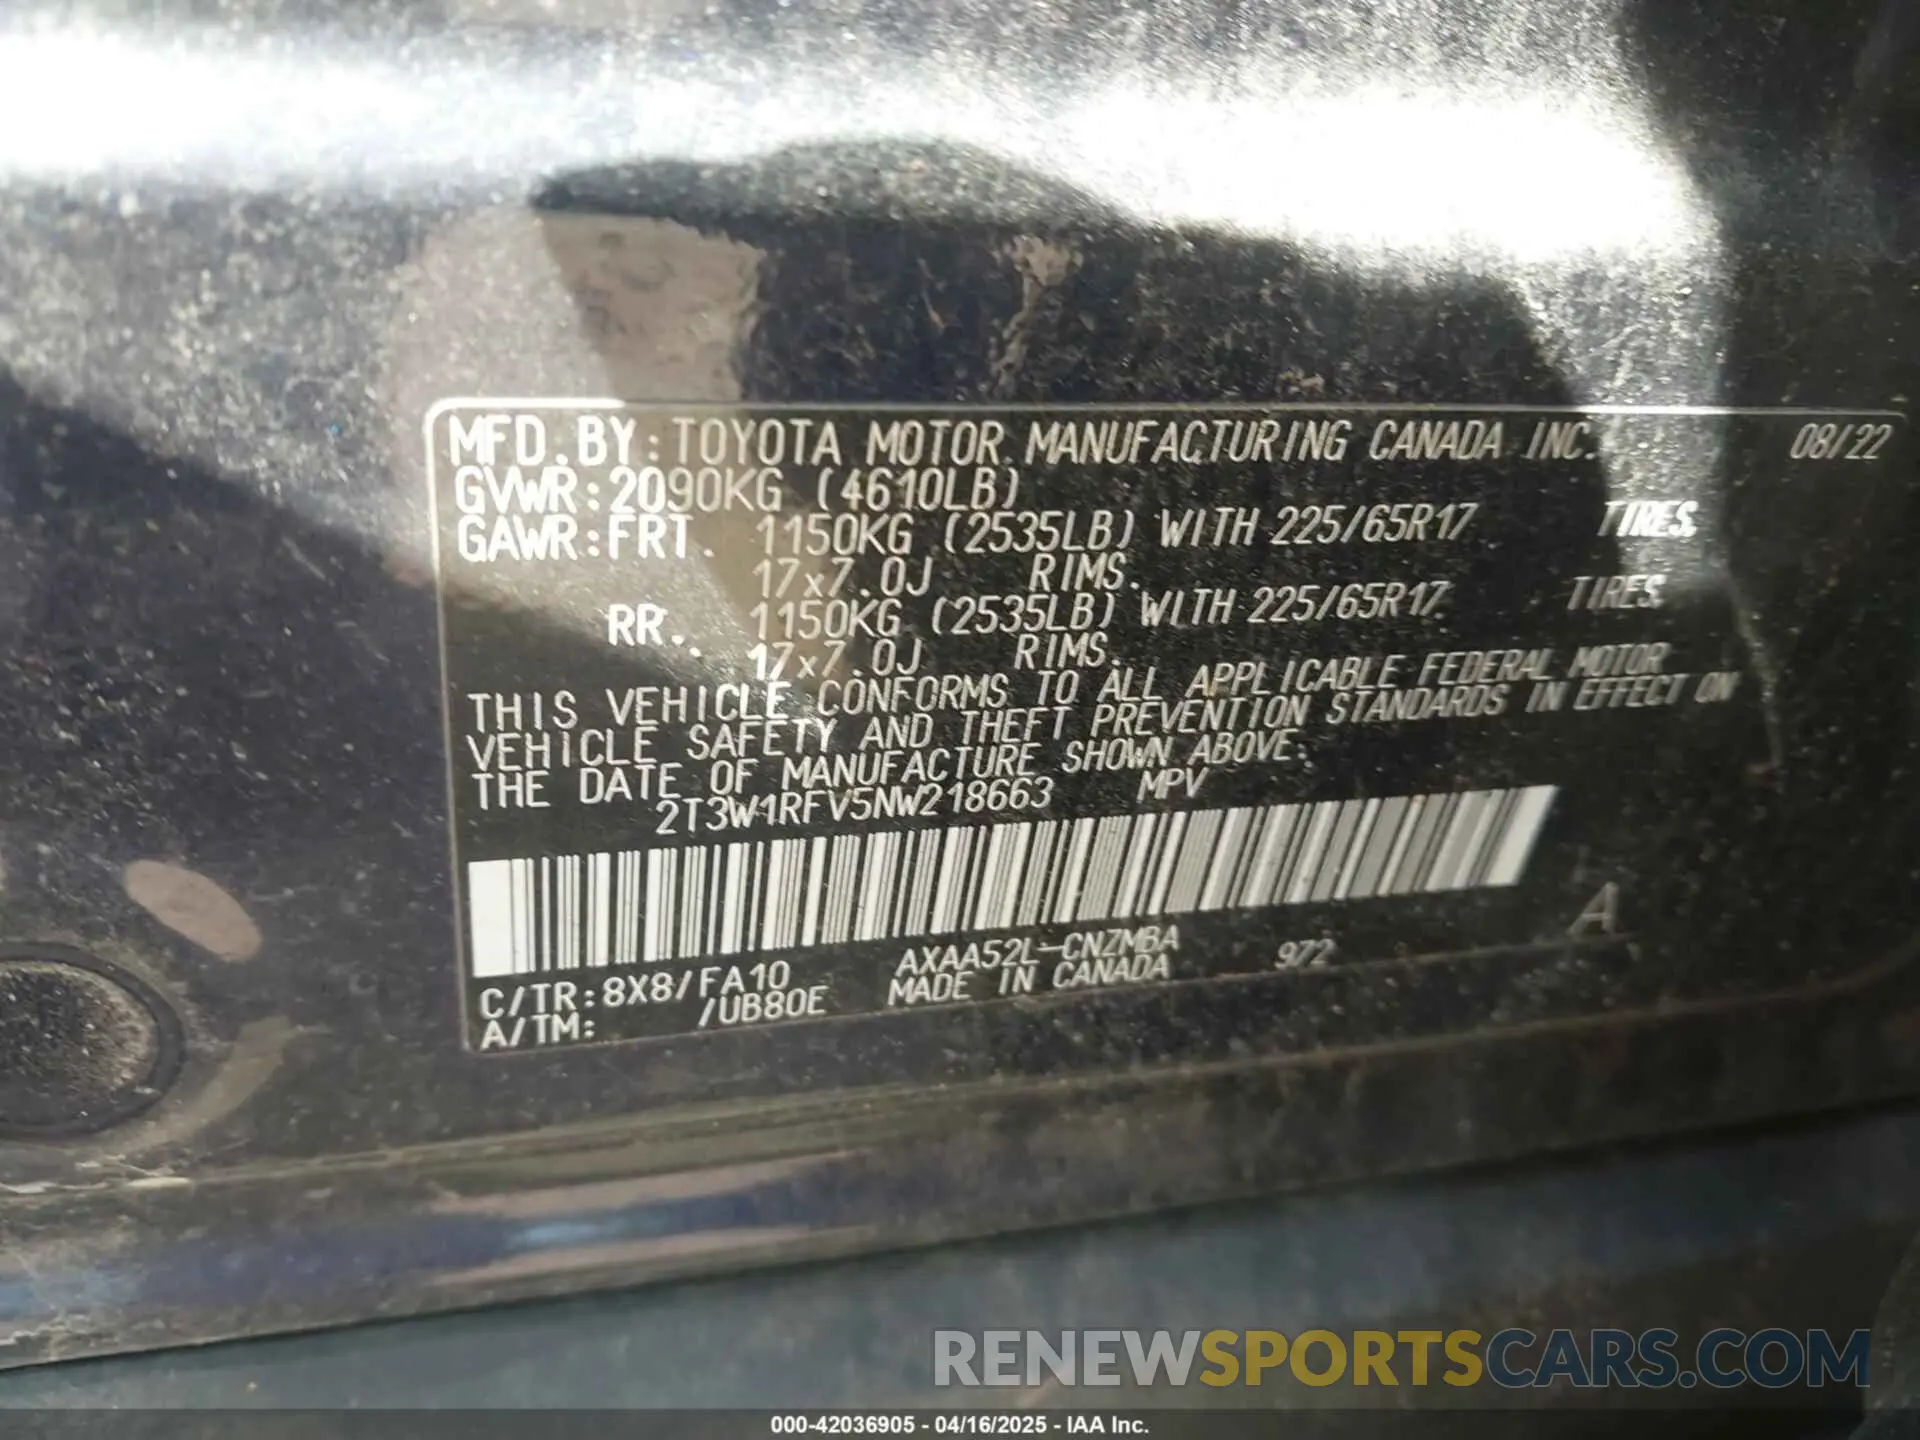 MFD.BY:TOYOTA MOTOR MANUFACTURING CANADA INC. 08/22
GVWR:2090KG (4610LB)
GAWR:FRT. 1150KG (2535LB) WITH 225/65R17 TIRES
17x7.0J RIMS.
RR. 1150KG (2535LB) WITH 225/65R17 TIRES
17x7.0J RIMS.
THIS VEHICLE CONFORMS TO ALL APPLICABLE FEDERAL MOTOR
VEHICLE SAFETY AND THEFT PREVENTION STANDARDS IN EFFECT ON
THE DATE OF MANUFACTURE SHOWN ABOVE.
2T3W1RFV5NW218663 MPV
A
C/TR:8X8/FA10 AXAA52L-CNZMBA 972
A/TM: /UB80E MADE IN CANADA
RENEWSPORTSCARS.COM
000-42036905 - 04/16/2025 - IAA Inc.